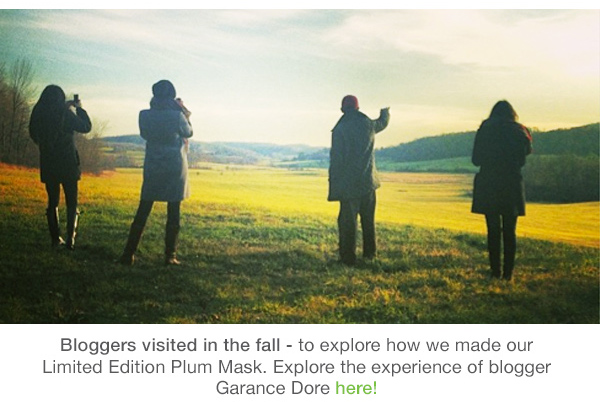 Bloggers visited in the fall - to explore how we made our
Limited Edition Plum Mask. Explore the experience of blogger
Garance Dore here!